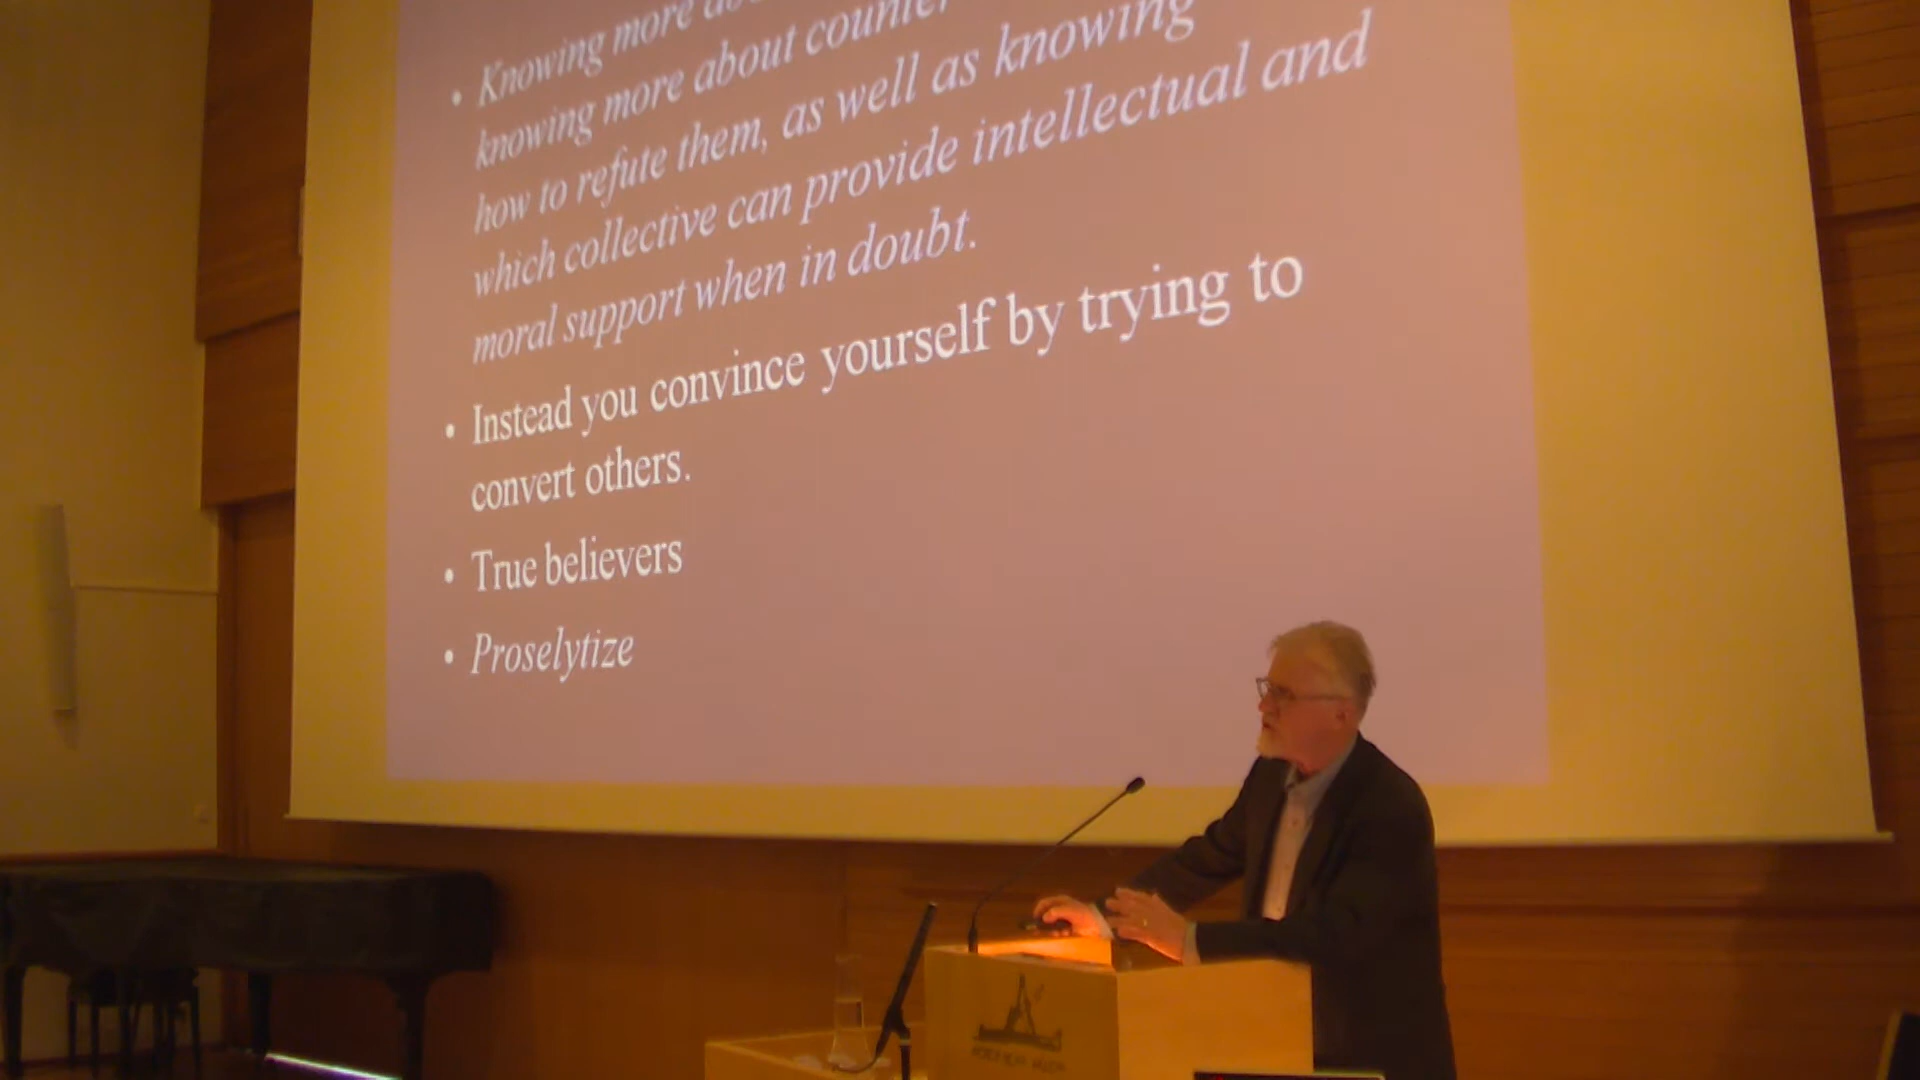 • Knowing more
knowing more about counter
how to refute them, as well as knowing
which collective can provide intellectual and
moral support when in doubt.
• Instead you convince yourself by trying to
convert others.
• True believers
• Proselytize